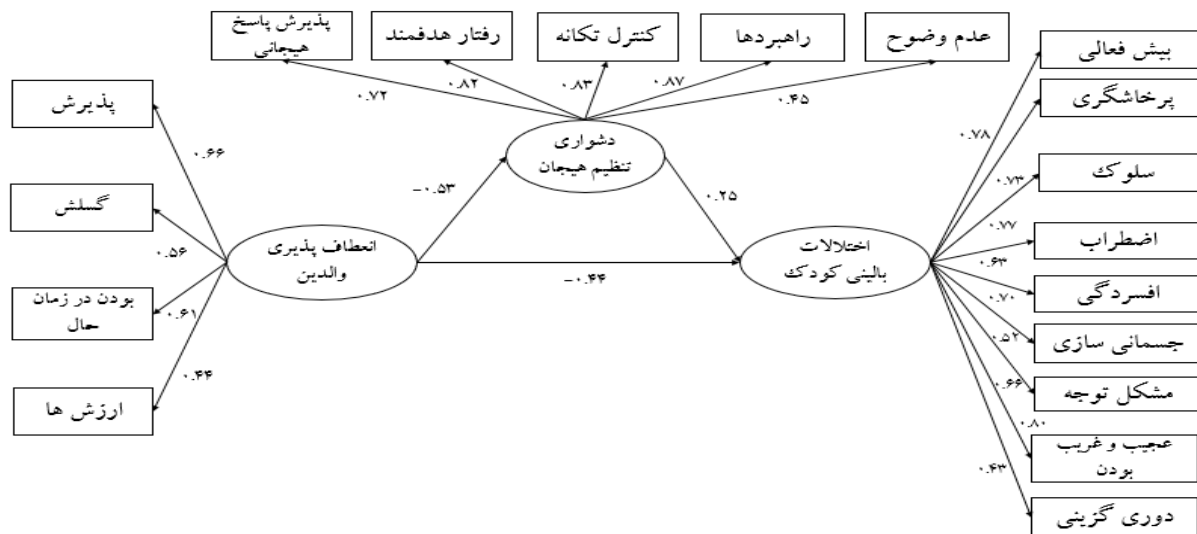 پذیرش پاسخ
هیجانی
رفتار هدفمند
کنترل تکانه
راهبردها
عدم وضوح
۰.۷۲
۰.۸۲
۰.۸۳
۰.۸۷
۰.۴۵
دشواری
تنظیم هیجان
پذیرش
گسلش
بودن در زمان
حال
ارزش ها
۰.۶۶
۰.۵۶
۰.۶۱
۰.۴۴
انعطاف پذیری
والدین
−۰.۵۳
۰.۲۵
−۰.۴۴
اختلالات
بالینی کودک
۰.۷۸
۰.۷۳
۰.۷۷
۰.۶۳
۰.۷۰
۰.۵۲
۰.۶۶
۰.۸۰
۰.۴۳
بیش فعالی
پرخاشگری
سلوک
اضطراب
افسردگی
جسمانی سازی
مشکل توجه
عجیب و غریب
بودن
دوری گزینی